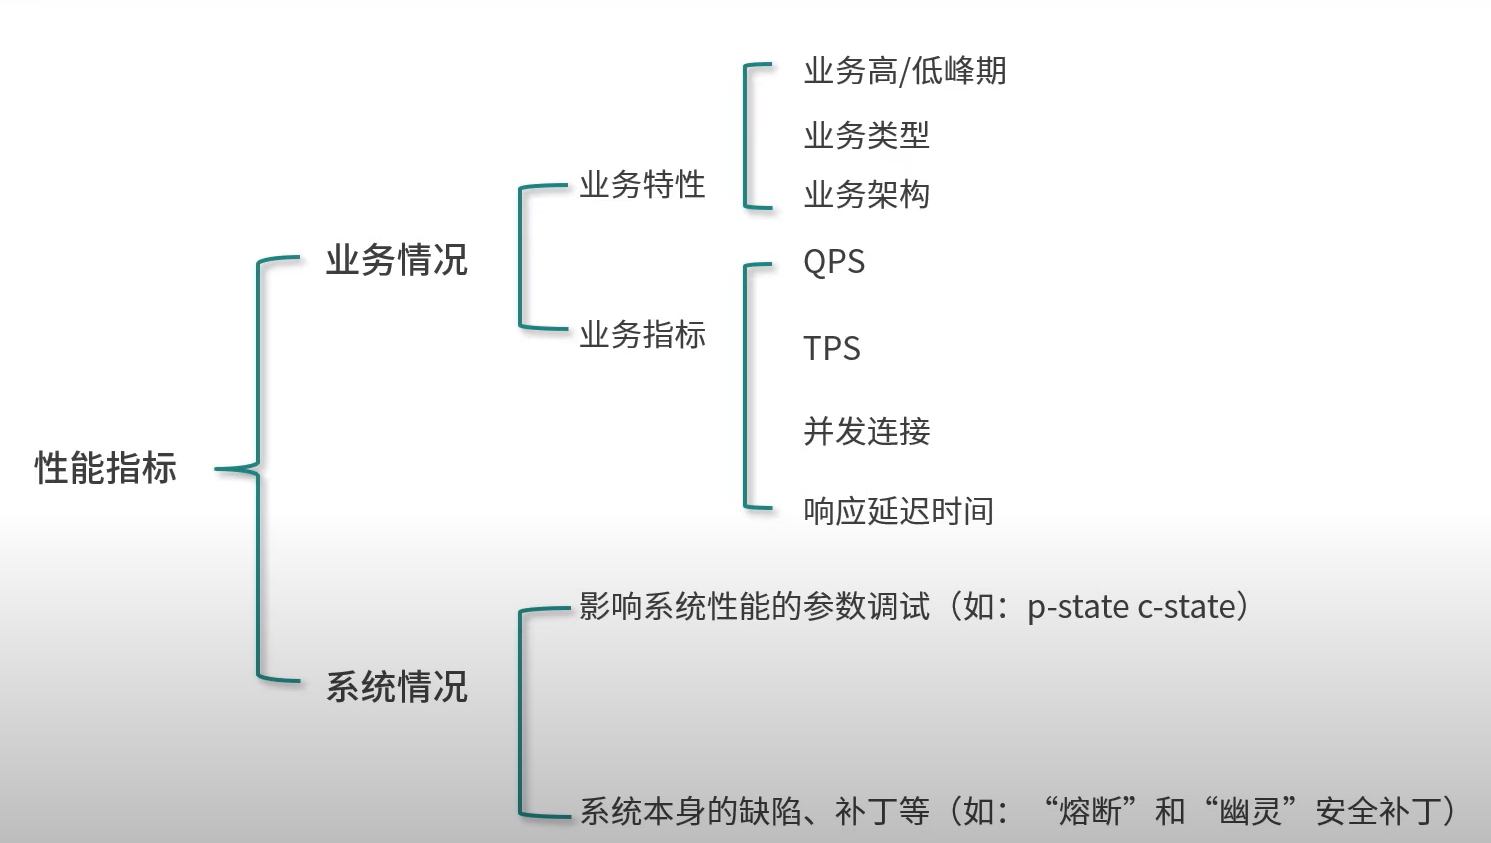 业务高/低峰期
业务类型
业务特性
业务架构
业务情况
QPS
业务指标
TPS
并发连接
性能指标
响应延迟时间
影响系统性能的参数调试（如：p-state c-state）
系统情况
系统本身的缺陷、补丁等（如：“熔断”和“幽灵”安全补丁）